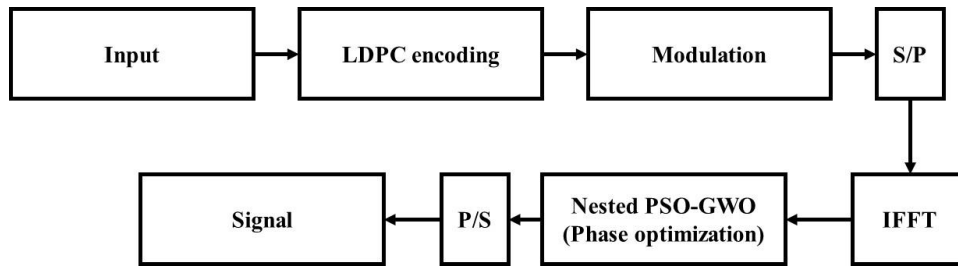 Input
LDPC encoding
Modulation
S/P
IFFT
Nested PSO-GWO
(Phase optimization)
P/S
Signal